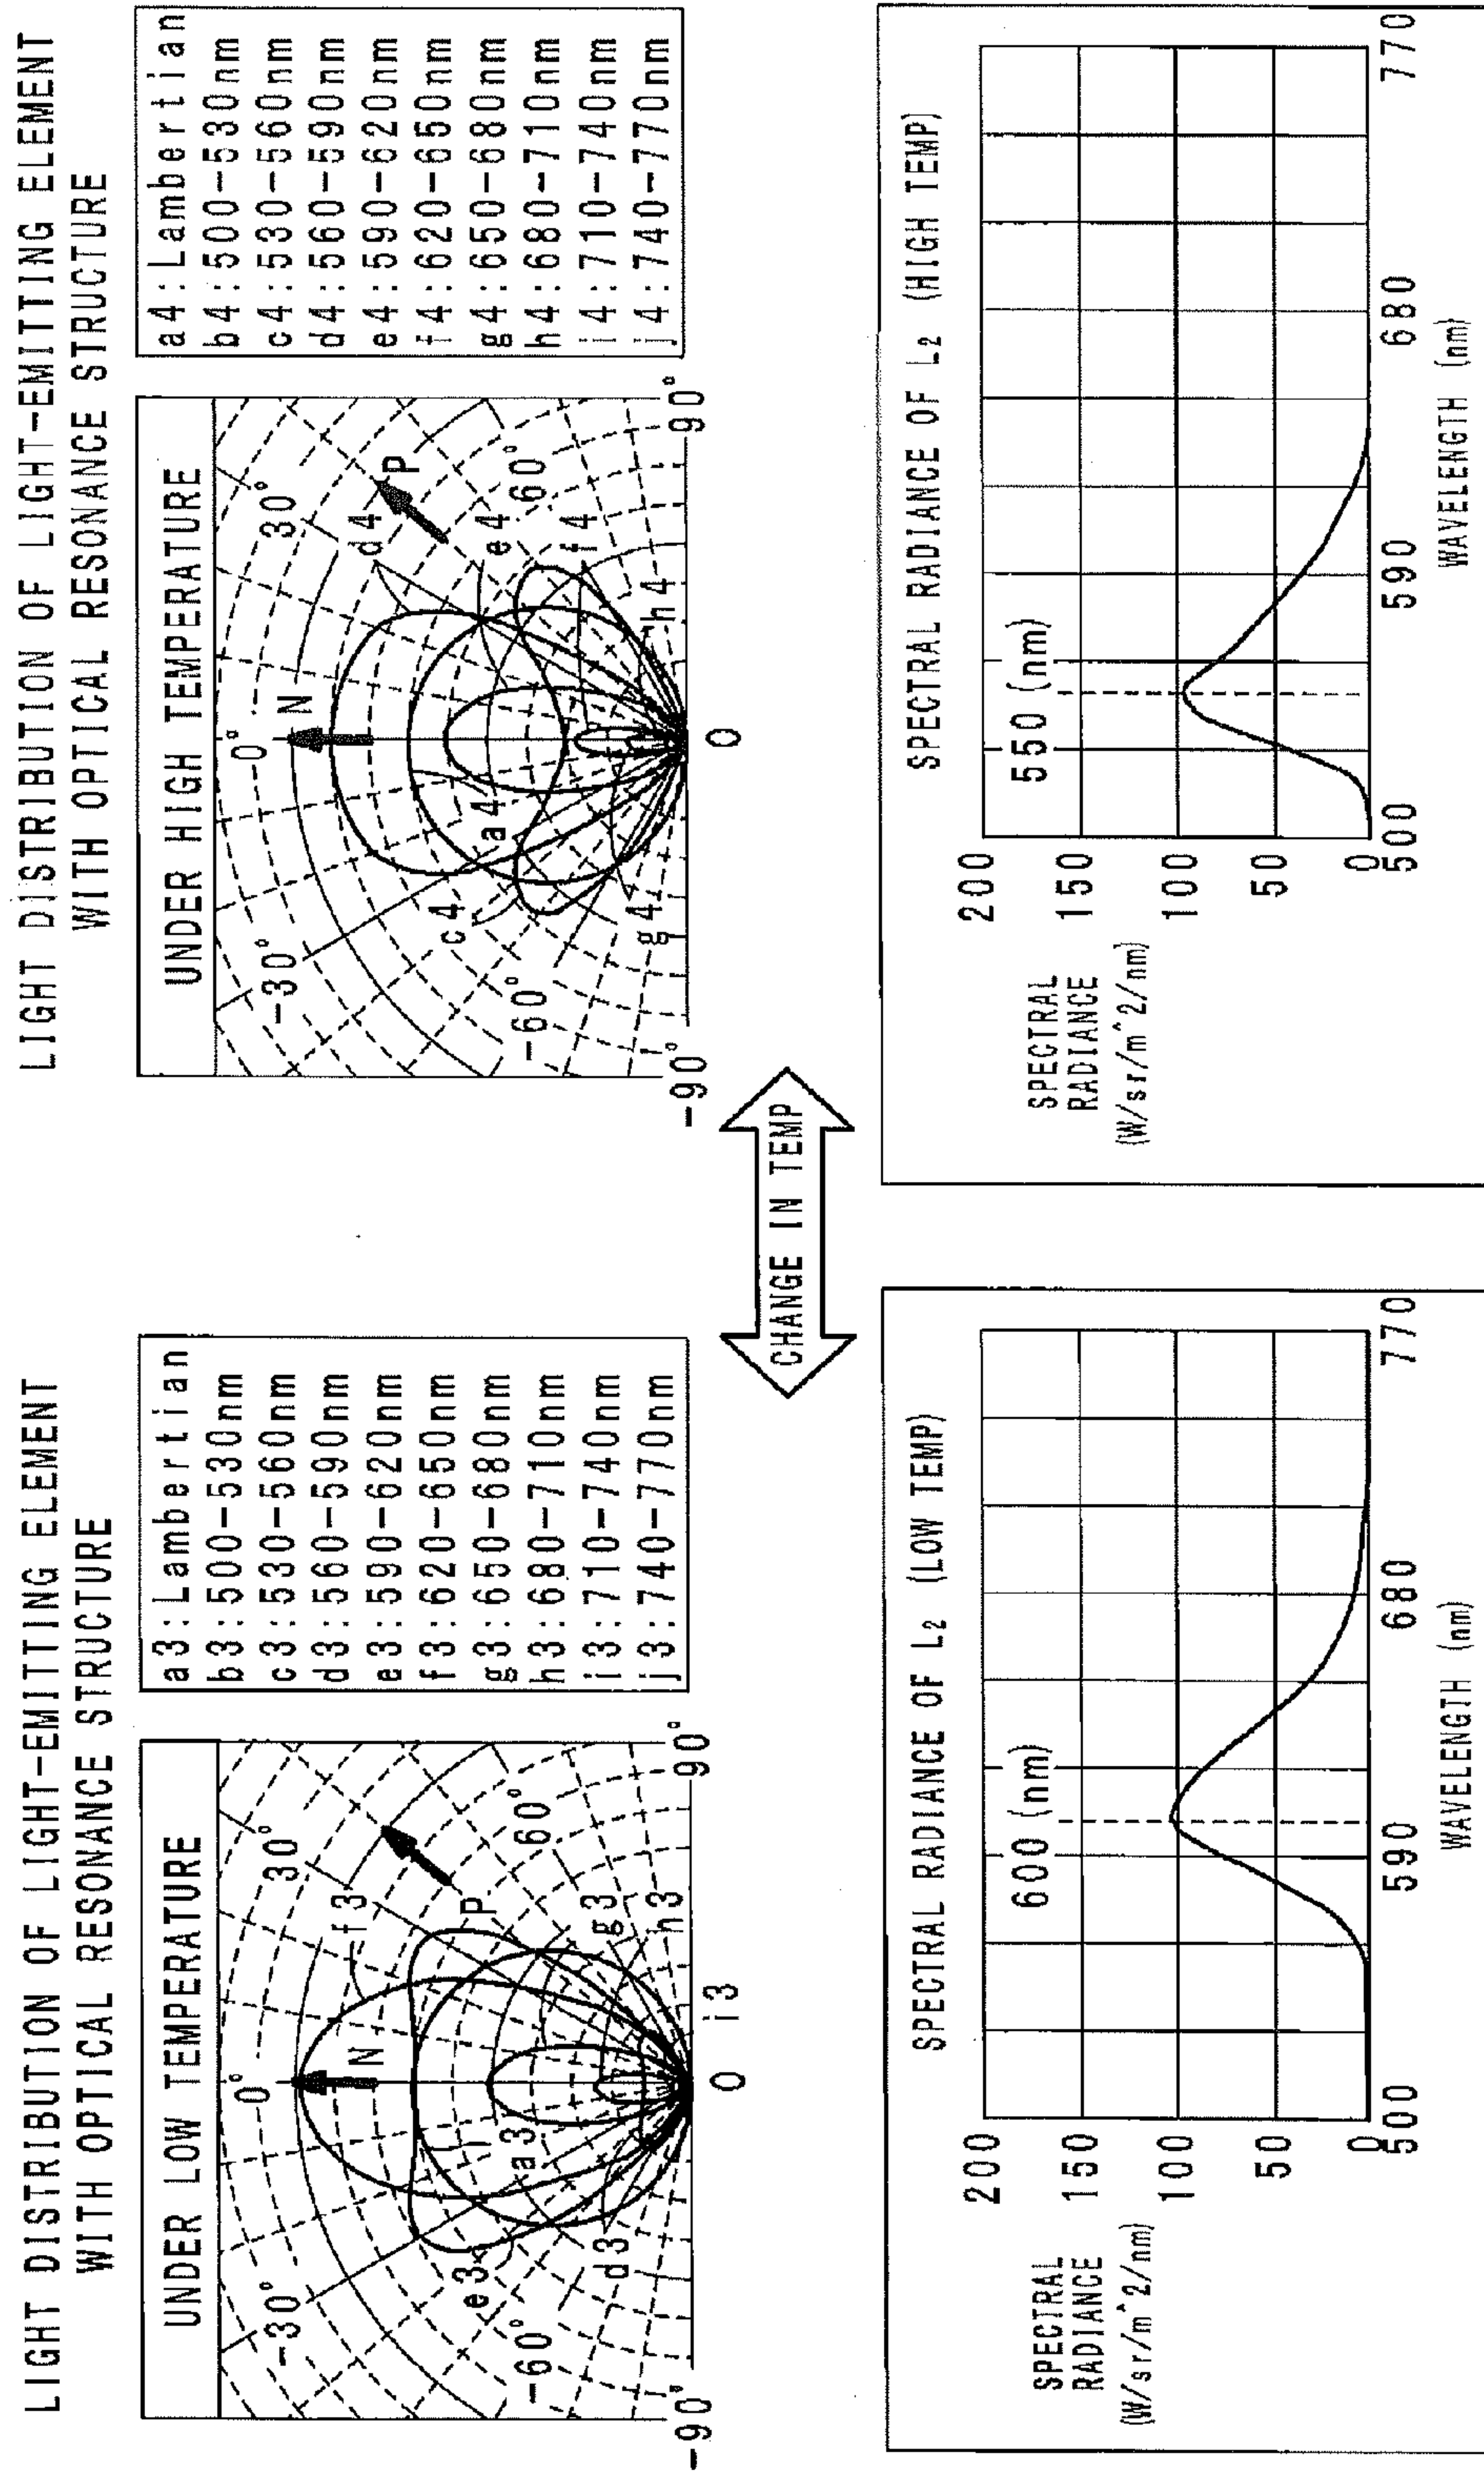 LIGHT DISTRIBUTION OF LIGHT-EMITTING ELEMENT
WITH OPTICAL RESONANCE STRUCTURE
UNDER LOW TEMPERATURE
-90°
-60°
-30°
0°
30°
60°
90°
N
P
f3
e3
a3
d3
g3
h3
i3
0
a3:Lambertian
b3:500-530nm
c3:530-560nm
d3:560-590nm
e3:590-620nm
f3:620-650nm
g3:650-680nm
h3:680-710nm
i3:710-740nm
j3:740-770nm
LIGHT DISTRIBUTION OF LIGHT-EMITTING ELEMENT
WITH OPTICAL RESONANCE STRUCTURE
UNDER HIGH TEMPERATURE
-90°
-60°
-30°
0°
30°
60°
90°
N
P
d4
c4
a4
e4
f4
g4
h4
0
a4:Lambertian
b4:500-530nm
c4:530-560nm
d4:560-590nm
e4:590-620nm
f4:620-650nm
g4:650-680nm
h4:680-710nm
i4:710-740nm
j4:740-770nm
CHANGE IN TEMP
SPECTRAL RADIANCE OF L2 (LOW TEMP)
SPECTRAL
RADIANCE
(W/sr/m^2/nm)
200
150
100
50
0
600 (nm)
500
590
680
770
WAVELENGTH (nm)
SPECTRAL RADIANCE OF L2 (HIGH TEMP)
SPECTRAL
RADIANCE
(W/sr/m^2/nm)
200
150
100
50
0
550 (nm)
500
590
680
770
WAVELENGTH (nm)